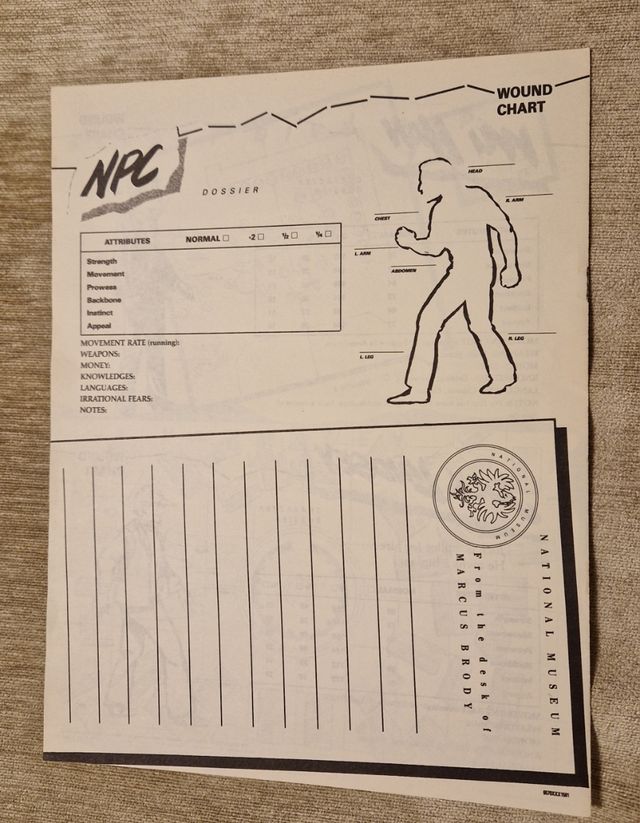 WOUND
CHART
NPC
DOSSIER
HEAD
R. ARM
CHEST
L. ARM
ABDOMEN
R. LEG
L. LEG
ATTRIBUTES NORMAL -2 ½ ¼
Strength
Movement
Prowess
Backbone
Instinct
Appeal
MOVEMENT RATE (running):
WEAPONS:
MONEY:
KNOWLEDGES:
LANGUAGES:
IRRATIONAL FEARS:
NOTES:
NATIONAL MUSEUM
NATIONAL MUSEUM
NATIONAL MUSEUM
From the desk of
MARCUS BRODY